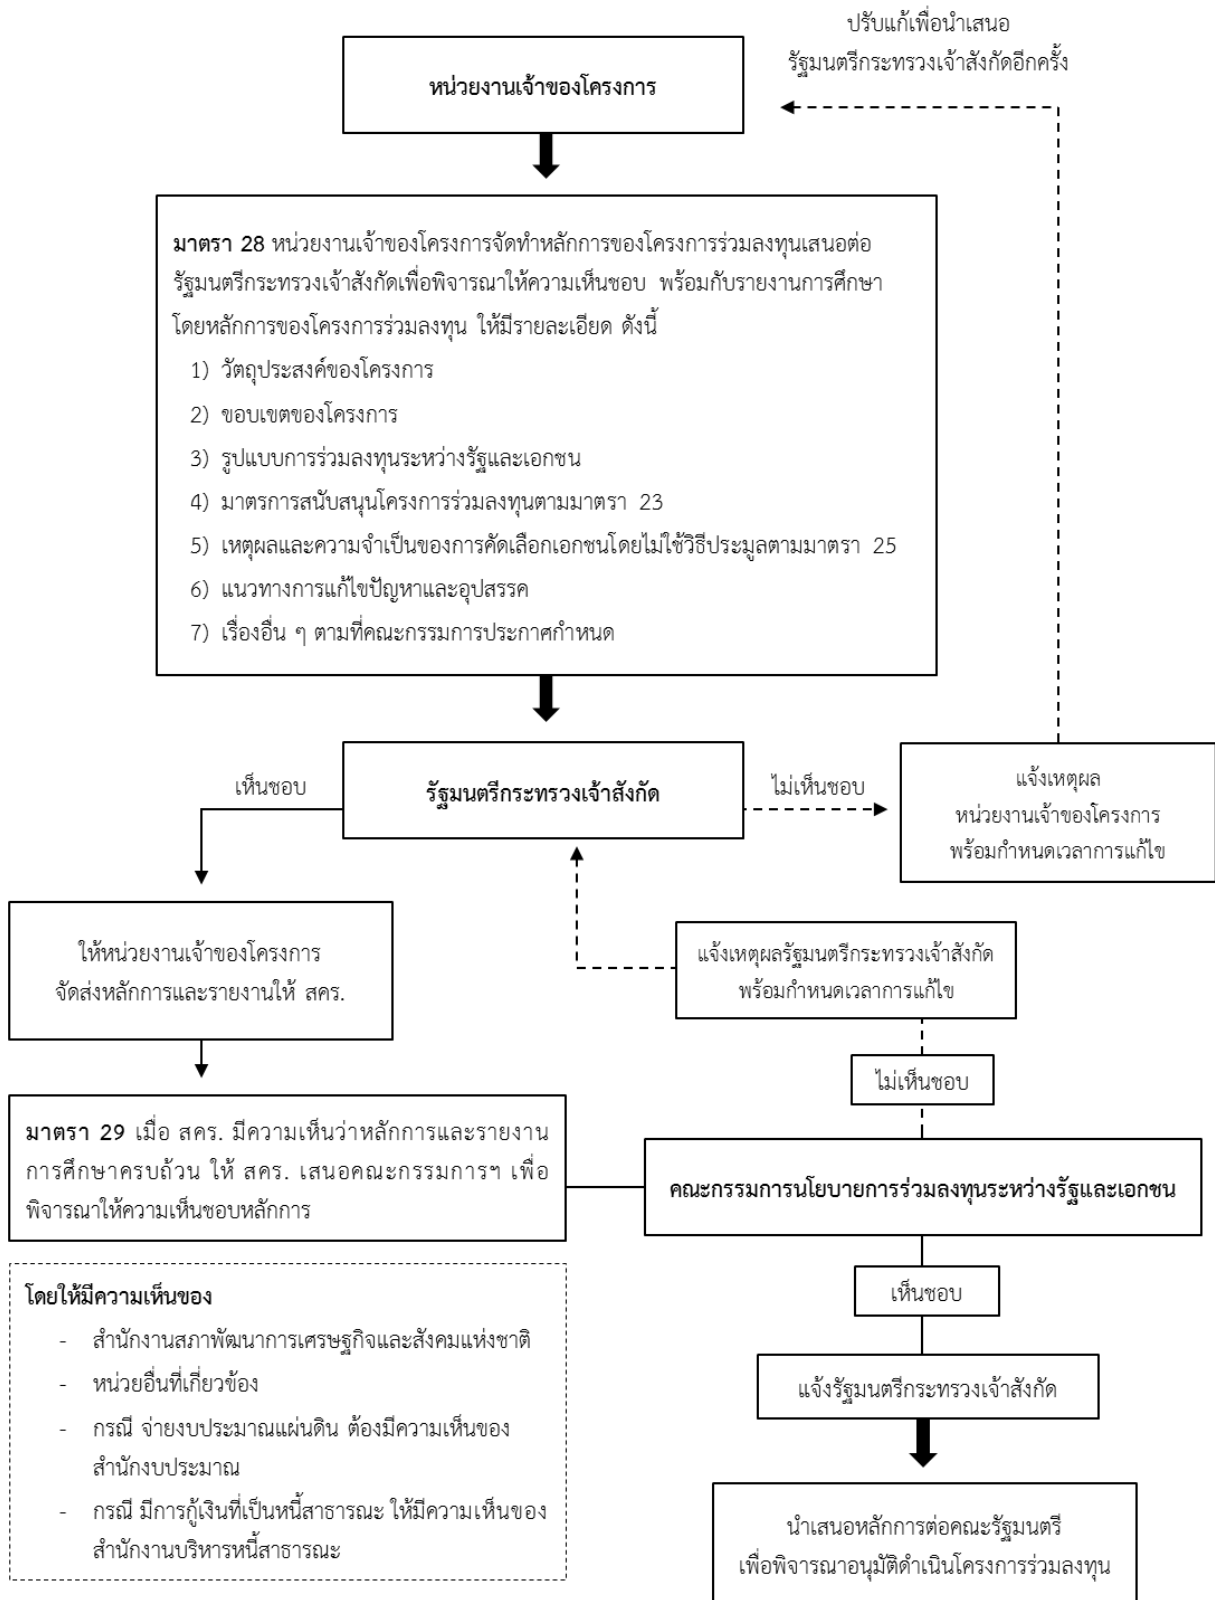 ปรับแก้เพื่อนำเสนอ
รัฐมนตรีกระทรวงเจ้าสังกัดอีกครั้ง
หน่วยงานเจ้าของโครงการ
มาตรา 28 หน่วยงานเจ้าของโครงการจัดทำหลักการของโครงการร่วมลงทุนเสนอต่อ
รัฐมนตรีกระทรวงเจ้าสังกัดเพื่อพิจารณาให้ความเห็นชอบ พร้อมกับรายงานการศึกษา
โดยหลักการของโครงการร่วมลงทุน ให้มีรายละเอียด ดังนี้
1) วัตถุประสงค์ของโครงการ
2) ขอบเขตของโครงการ
3) รูปแบบการร่วมลงทุนระหว่างรัฐและเอกชน
4) มาตรการสนับสนุนโครงการร่วมลงทุนตามมาตรา 23
5) เหตุผลและความจำเป็นของการคัดเลือกเอกชนโดยไม่ใช้วิธีประมูลตามมาตรา 25
6) แนวทางการแก้ไขปัญหาและอุปสรรค
7) เรื่องอื่น ๆ ตามที่คณะกรรมการประกาศกำหนด
เห็นชอบ
รัฐมนตรีกระทรวงเจ้าสังกัด
ไม่เห็นชอบ
แจ้งเหตุผล
หน่วยงานเจ้าของโครงการ
พร้อมกำหนดเวลาการแก้ไข
ให้หน่วยงานเจ้าของโครงการ
จัดส่งหลักการและรายงานให้ สคร.
แจ้งเหตุผลรัฐมนตรีกระทรวงเจ้าสังกัด
พร้อมกำหนดเวลาการแก้ไข
ไม่เห็นชอบ
มาตรา 29 เมื่อ สคร. มีความเห็นว่าหลักการและรายงาน
การศึกษาครบถ้วน ให้ สคร. เสนอคณะกรรมการฯ เพื่อ
พิจารณาให้ความเห็นชอบหลักการ
คณะกรรมการนโยบายการร่วมลงทุนระหว่างรัฐและเอกชน
โดยให้มีความเห็นของ
- สำนักงานสภาพัฒนาการเศรษฐกิจและสังคมแห่งชาติ
- หน่วยอื่นที่เกี่ยวข้อง
- กรณี จ่ายงบประมาณแผ่นดิน ต้องมีความเห็นของ
สำนักงบประมาณ
- กรณี มีการกู้เงินที่เป็นหนี้สาธารณะ ให้มีความเห็นของ
สำนักงานบริหารหนี้สาธารณะ
เห็นชอบ
แจ้งรัฐมนตรีกระทรวงเจ้าสังกัด
นำเสนอหลักการต่อคณะรัฐมนตรี
เพื่อพิจารณาอนุมัติดำเนินโครงการร่วมลงทุน